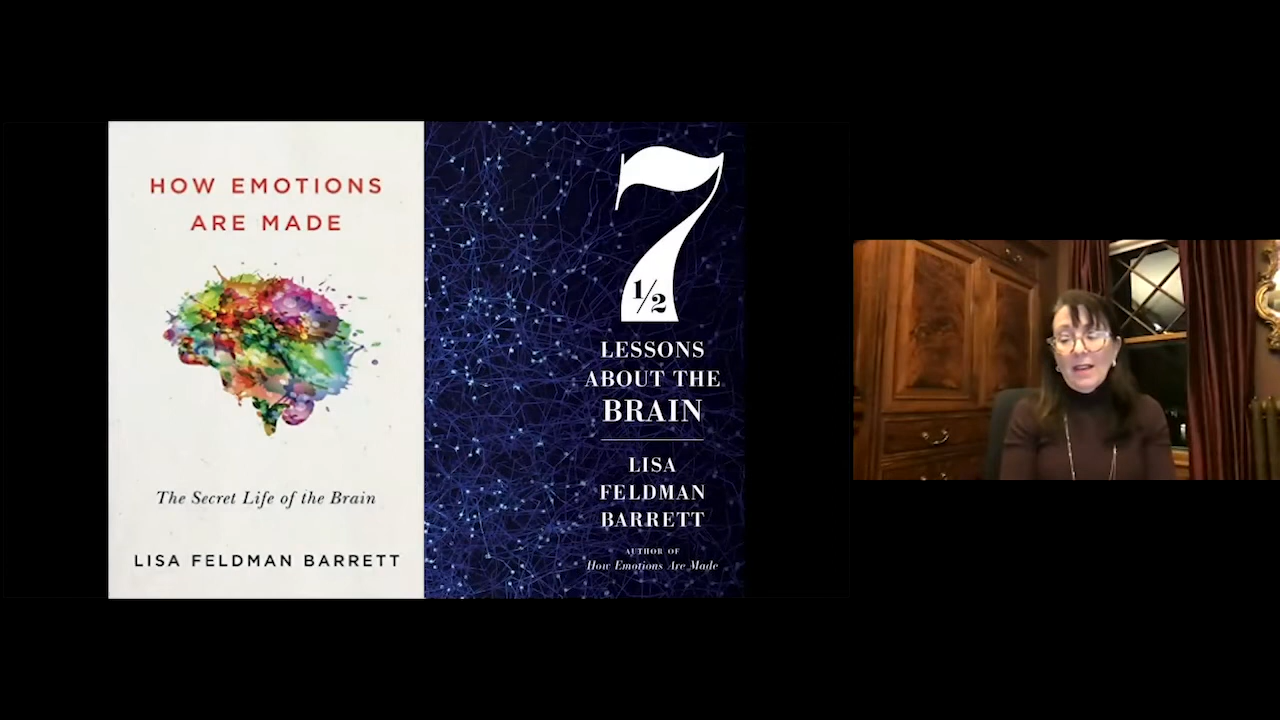 HOW EMOTIONS
ARE MADE
The Secret Life of the Brain
LISA FELDMAN BARRETT
7
1/2
LESSONS
ABOUT THE
BRAIN
LISA
FELDMAN
BARRETT
AUTHOR OF
How Emotions Are Made